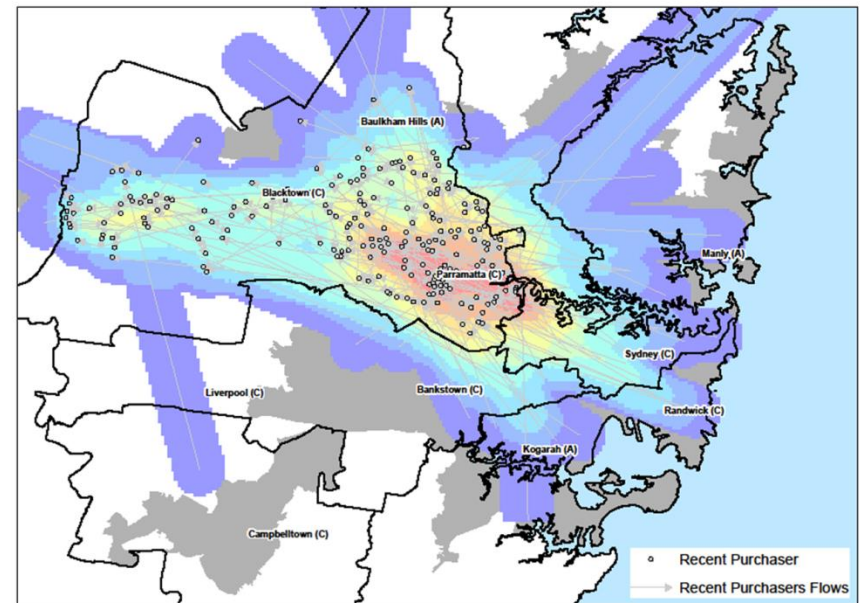 Baulkham Hills (A)
Blacktown (C)
Manly (A)
Parramatta (C)
Sydney (C)
Liverpool (C)
Bankstown (C)
Randwick (C)
Kogarah (A)
Campbelltown (C)
Recent Purchaser
Recent Purchasers Flows